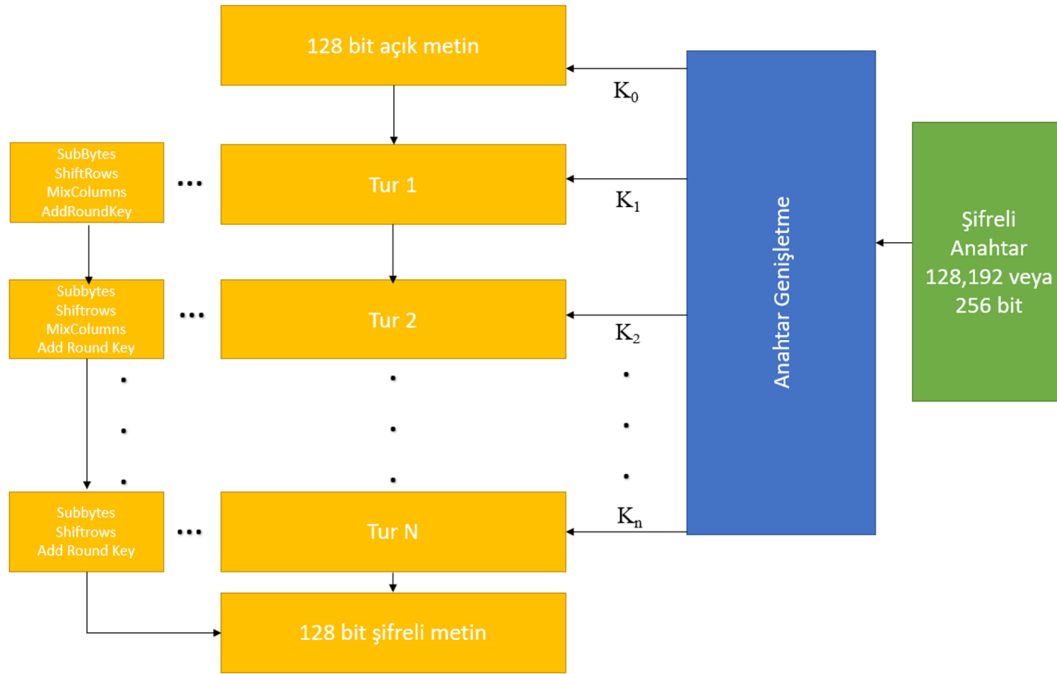 128 bit açık metin
K₀
SubBytes
ShiftRows
MixColumns
AddRoundKey
Tur 1
K₁
Anahtar Genişletme
Şifreli
Anahtar
128,192 veya
256 bit
Subbytes
Shiftrows
MixColumns
Add Round Key
Tur 2
K₂
Subbytes
Shiftrows
Add Round Key
Tur N
Kₙ
128 bit şifreli metin